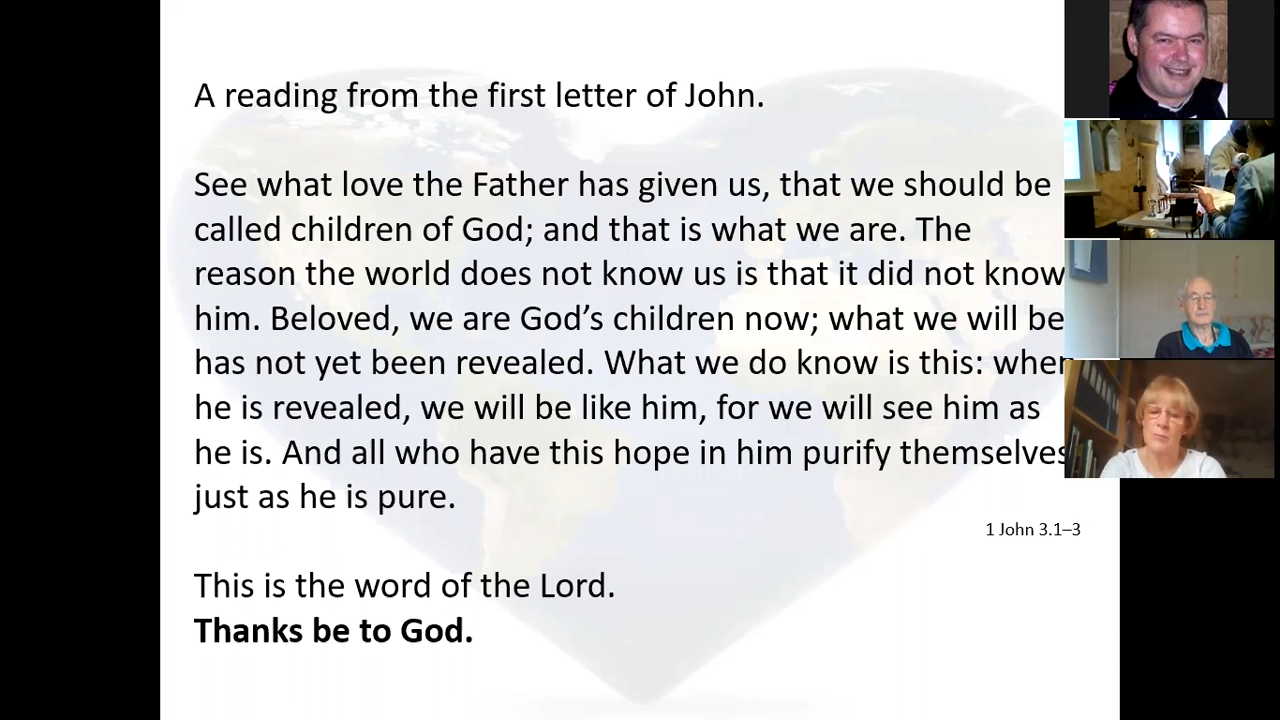 A reading from the first letter of John.
See what love the Father has given us, that we should be
called children of God; and that is what we are. The
reason the world does not know us is that it did not know
him. Beloved, we are God’s children now; what we will be
has not yet been revealed. What we do know is this: when
he is revealed, we will be like him, for we will see him as
he is. And all who have this hope in him purify themselves
just as he is pure.
1 John 3.1–3
This is the word of the Lord.
Thanks be to God.